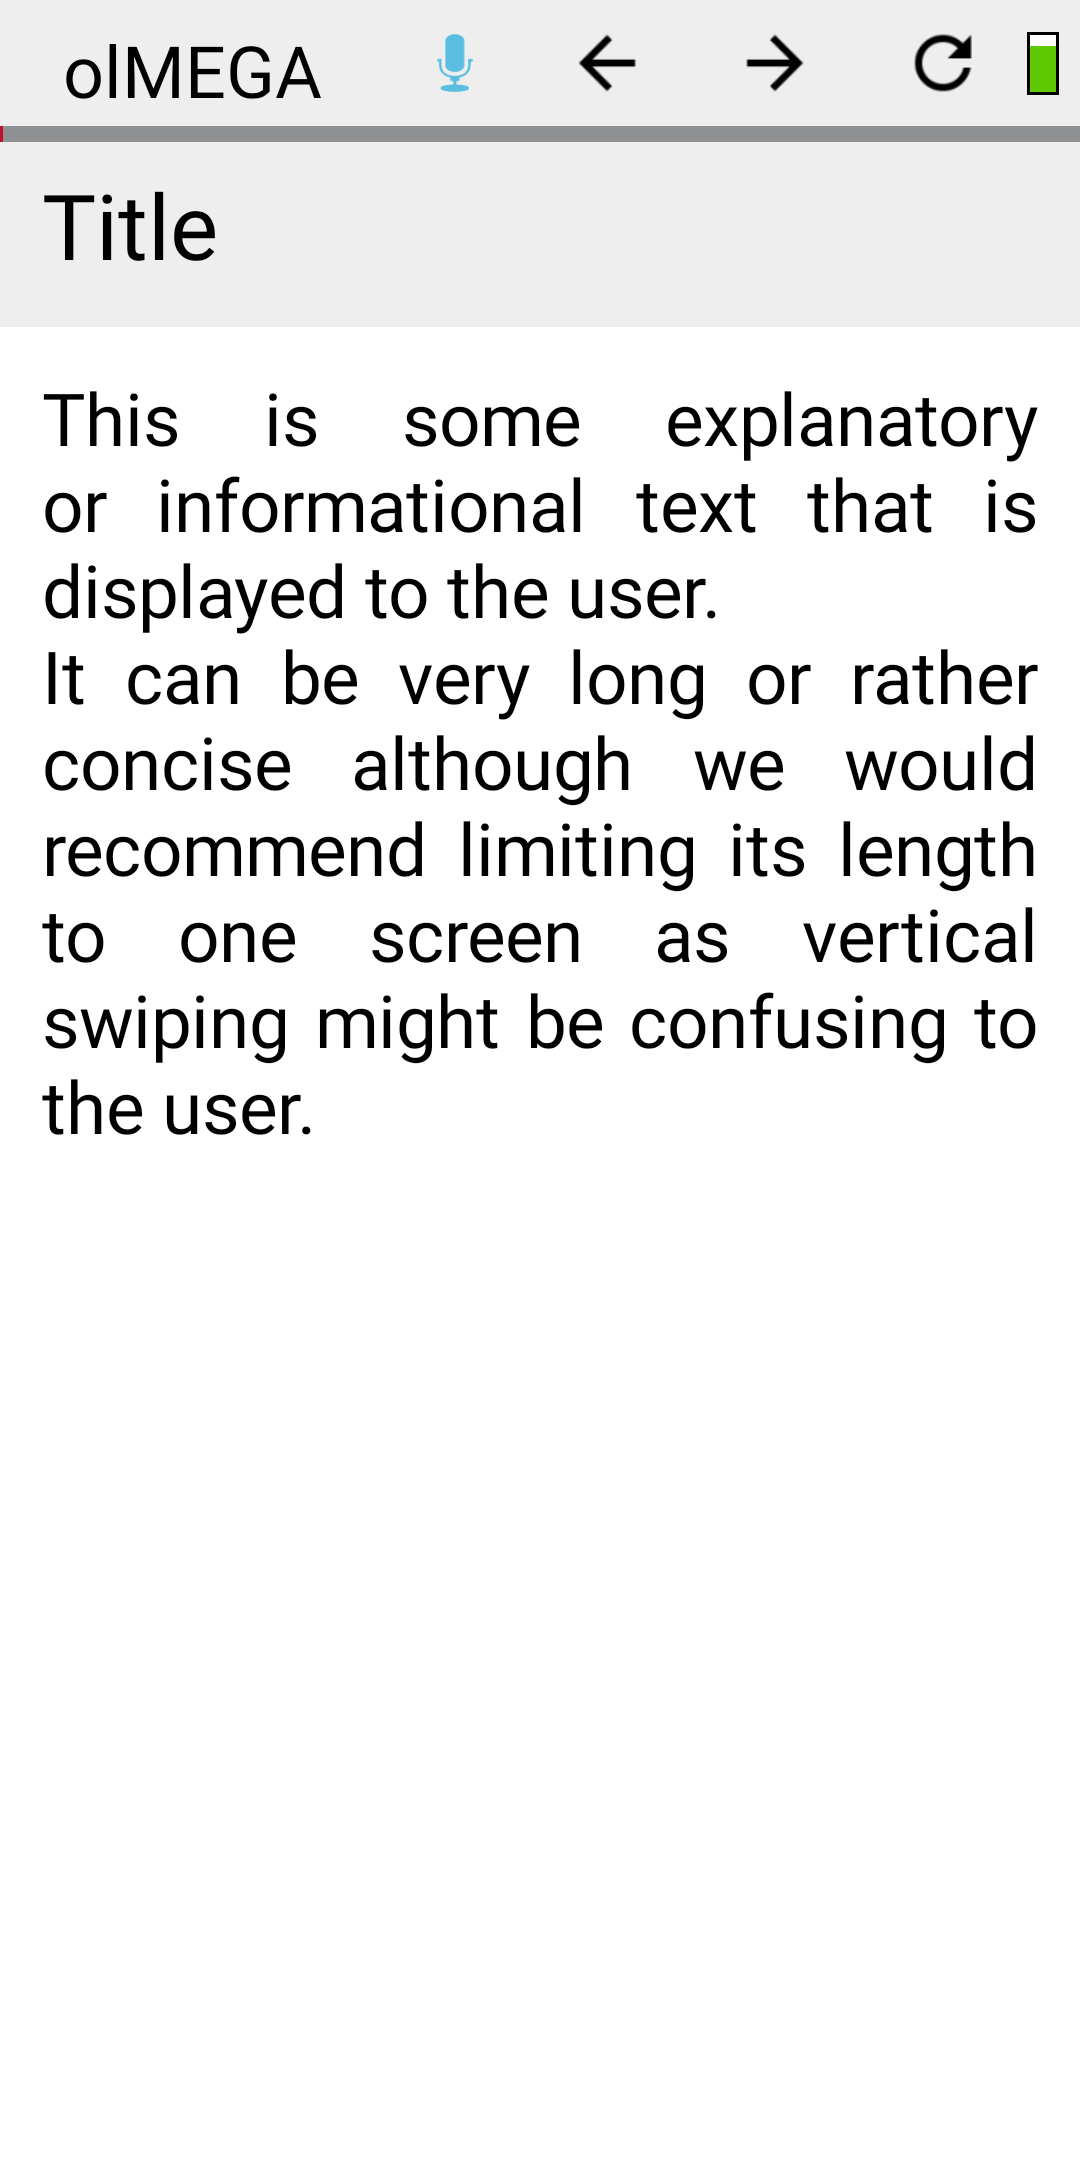 olMEGA
Title
This is some explanatory
or informational text that is
displayed to the user.
It can be very long or rather
concise although we would
recommend limiting its length
to one screen as vertical
swiping might be confusing to
the user.